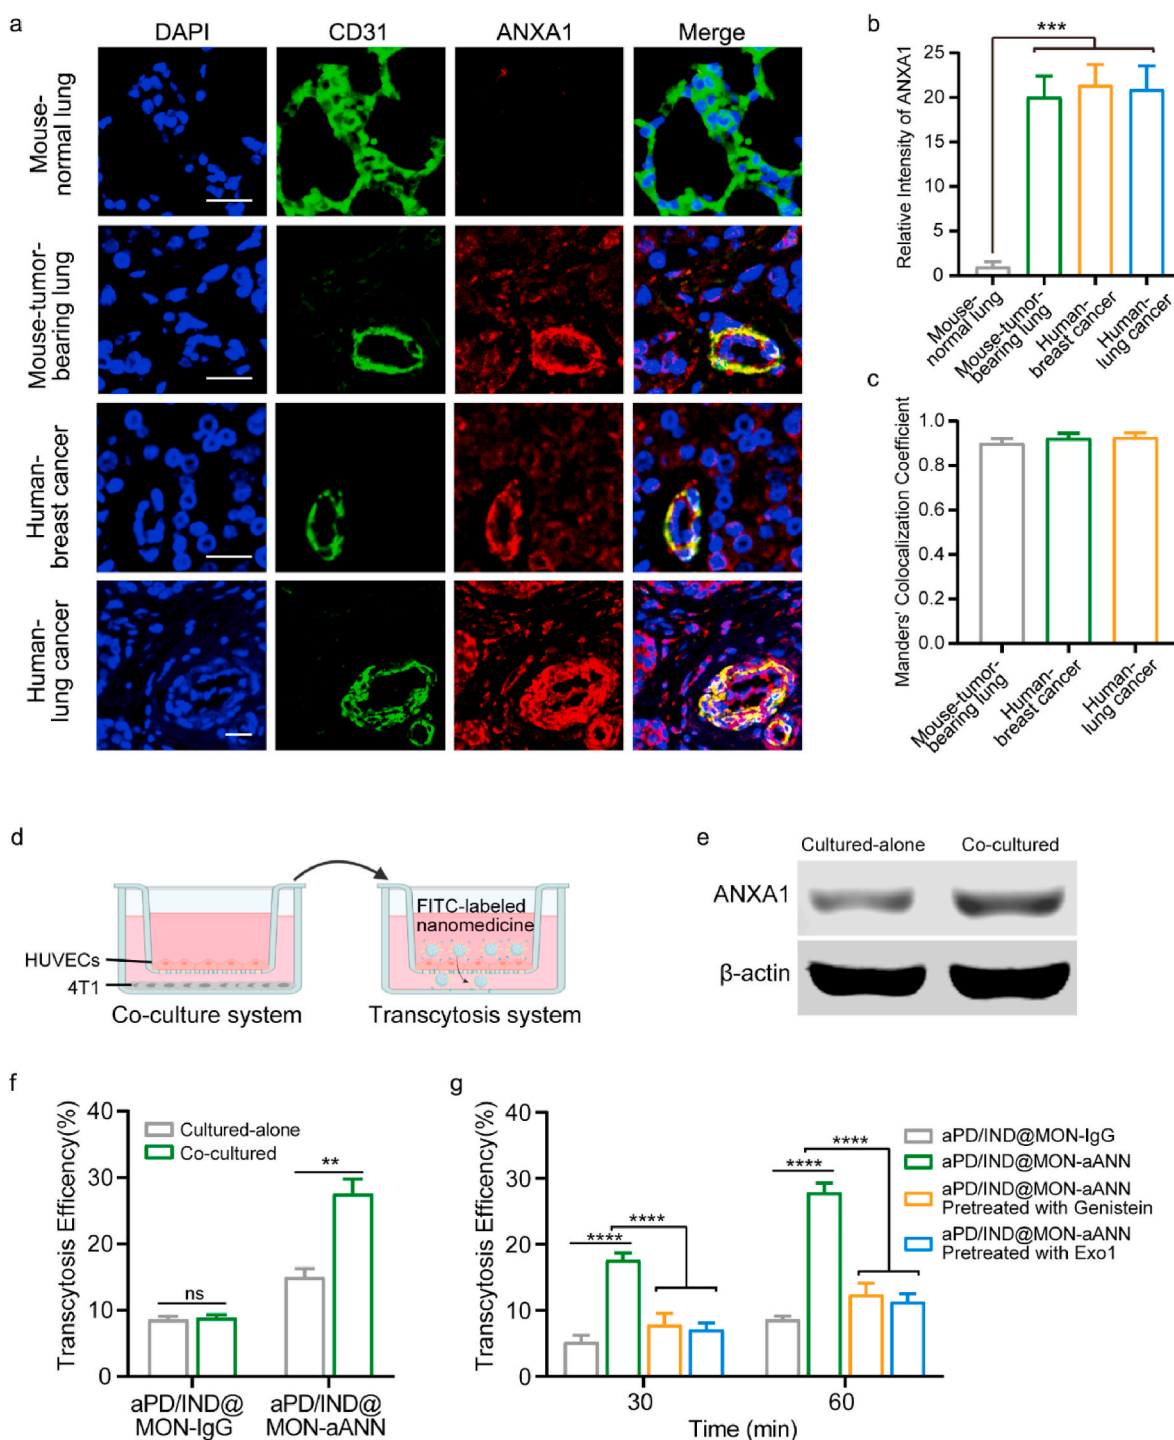 a
DAPI
CD31
ANXA1
Merge
Mouse-
normal lung
Mouse-tumor-
bearing lung
Human-
breast cancer
Human-
lung cancer
b
Relative Intensity of ANXA1
25
20
15
10
5
0
***
Mouse-
normal lung
Mouse-tumor-
bearing lung
Human-
breast cancer
Human-
lung cancer
c
Manders' Colocalization Coefficient
1.0
0.8
0.6
0.4
0.2
0.0
Mouse-tumor-
bearing lung
Human-
breast cancer
Human-
lung cancer
d
HUVECs
4T1
Co-culture system
FITC-labeled
nanomedicine
Transcytosis system
e
Cultured-alone
Co-cultured
ANXA1
β-actin
f
Transcytosis Efficency(%)
40
30
20
10
0
Cultured-alone
Co-cultured
ns
**
aPD/IND@
MON-IgG
aPD/IND@
MON-aANN
g
Transcytosis Efficency(%)
40
30
20
10
0
****
****
****
****
30
60
Time (min)
aPD/IND@MON-IgG
aPD/IND@MON-aANN
aPD/IND@MON-aANN
Pretreated with Genistein
aPD/IND@MON-aANN
Pretreated with Exo1